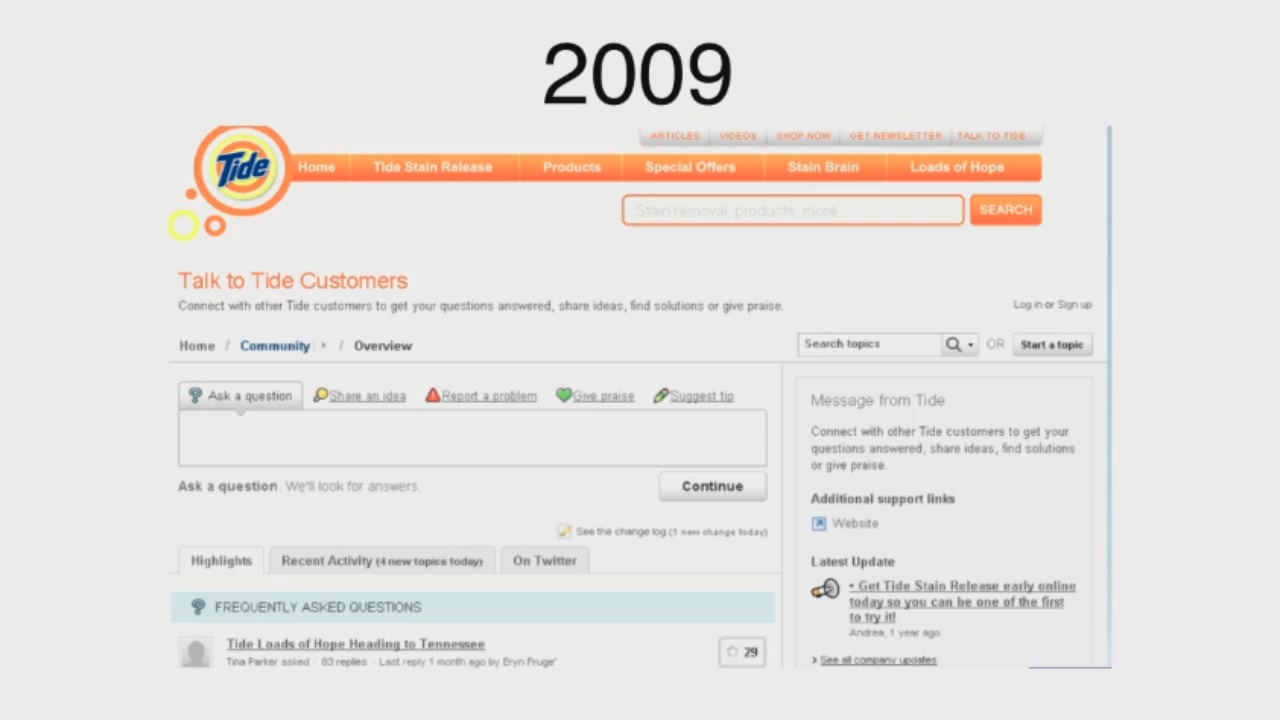 2009
ARTICLES VIDEOS SHOP NOW GET NEWSLETTER TALK TO TIDE
Tide
Home Tide Stain Release Products Special Offers Stain Brain Loads of Hope
Stain removal, products, more SEARCH
Talk to Tide Customers
Connect with other Tide customers to get your questions answered, share ideas, find solutions or give praise.
Log in or Sign up
Home / Community / Overview
Search topics OR Start a topic
Ask a question Share an idea Report a problem Give praise Suggest tip
Ask a question. We'll look for answers.
Continue
See the change log (1 new change today)
Highlights Recent Activity (4 new topics today) On Twitter
FREQUENTLY ASKED QUESTIONS
Tide Loads of Hope Heading to Tennessee
Tina Parker asked · 83 replies · Last reply 1 month ago by Eryn Fruge'
29
Message from Tide
Connect with other Tide customers to get your
questions answered, share ideas, find solutions
or give praise.
Additional support links
Website
Latest Update
• Get Tide Stain Release early online
today so you can be one of the first
to try it!
Andrea, 1 year ago
> See all company updates